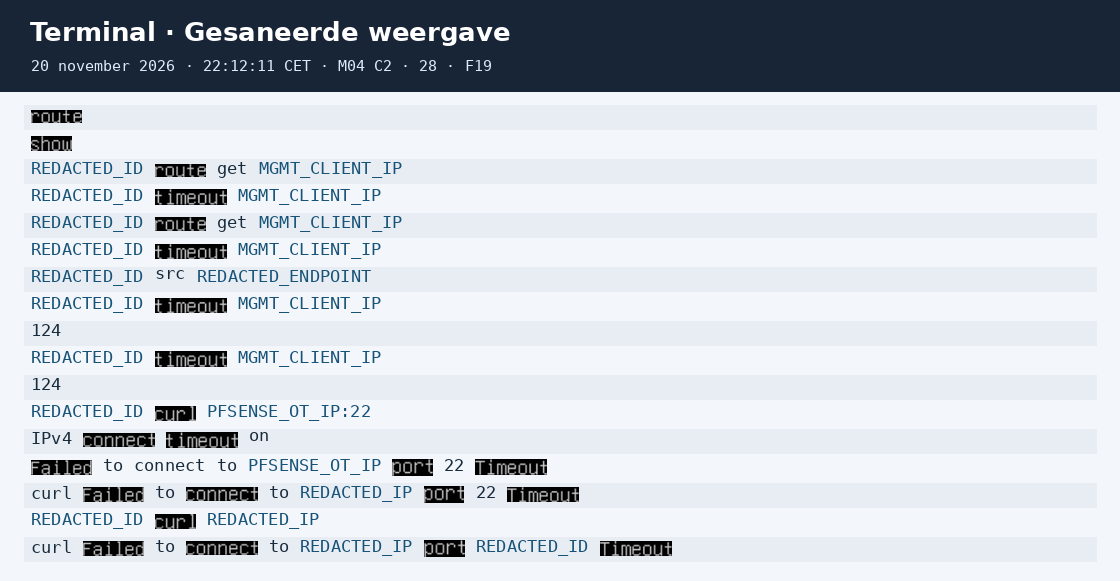 Terminal · Gesaneerde weergave
20 november 2026 · 22:12:11 CET · M04 C2 · 28 · F19
route
show
REDACTED_ID route get MGMT_CLIENT_IP
REDACTED_ID timeout MGMT_CLIENT_IP
REDACTED_ID route get MGMT_CLIENT_IP
REDACTED_ID timeout MGMT_CLIENT_IP
REDACTED_ID src REDACTED_ENDPOINT
REDACTED_ID timeout MGMT_CLIENT_IP
124
REDACTED_ID timeout MGMT_CLIENT_IP
124
REDACTED_ID curl PFSENSE_OT_IP:22
IPv4 connect timeout on
Failed to connect to PFSENSE_OT_IP port 22 Timeout
curl Failed to connect to REDACTED_IP port 22 Timeout
REDACTED_ID curl REDACTED_IP
curl Failed to connect to REDACTED_IP port REDACTED_ID Timeout